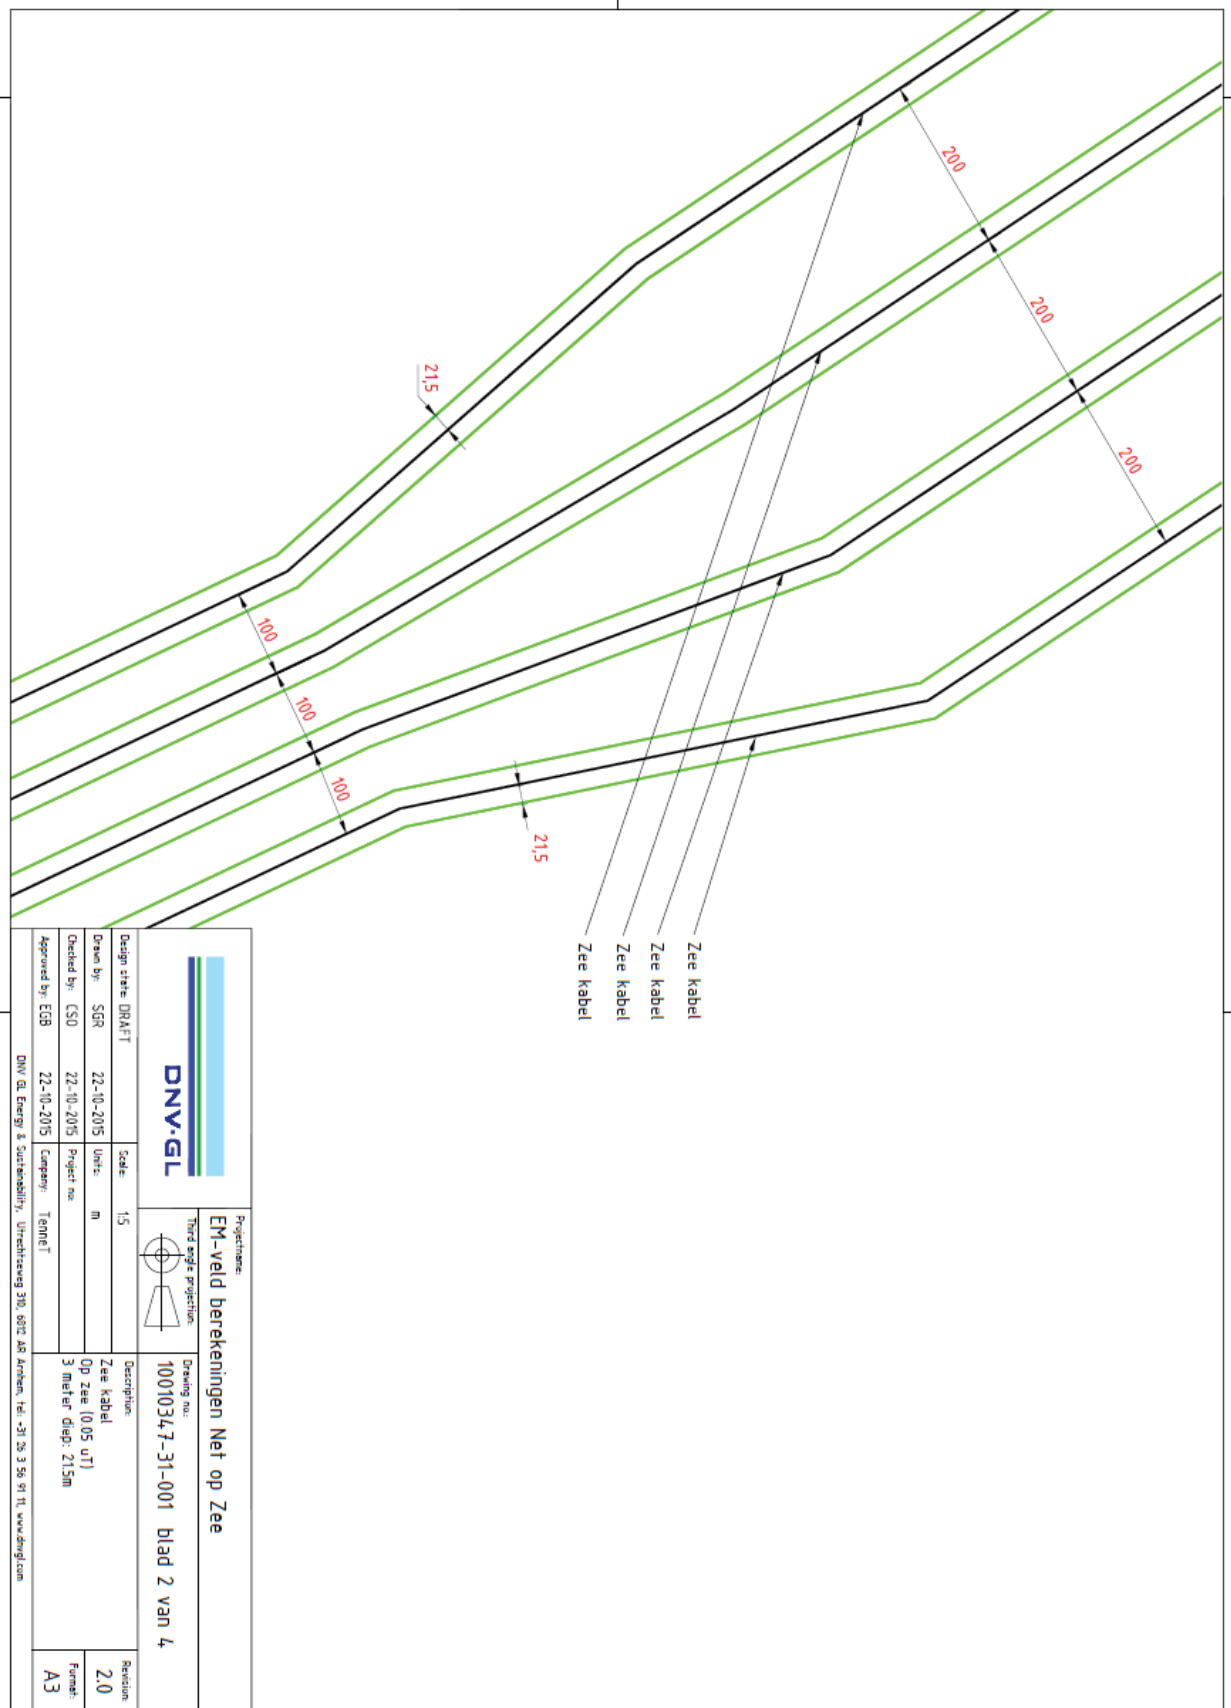 200
200
200
21,5
100
100
100
21,5
Zee kabel
Zee kabel
Zee kabel
Zee kabel
DNV·GL
Projectname:
EM-veld berekeningen Net op Zee
Third angle projection:
Drawing no.:
10010347-31-001 blad 2 van 4
Design state: DRAFT
Scale: 1:5
Description:
Zee kabel
Op zee (0.05 uT)
3 meter diep: 21.5m
Revision:
2.0
Drawn by: SGR 22-10-2015
Units: m
Checked by: CSO 22-10-2015
Project no:
Format:
A3
Approved by: EGB 22-10-2015
Company: TenneT
DNV GL Energy & Sustainability, Utrechtseweg 310, 6812 AR Arnhem, tel: +31 26 3 56 91 11, www.dnvgl.com